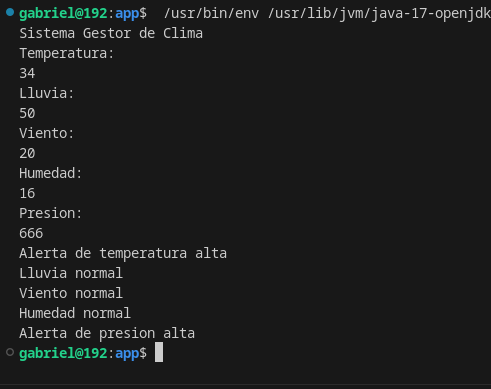 gabriel@192:app$ /usr/bin/env /usr/lib/jvm/java-17-openjdk
Sistema Gestor de Clima
Temperatura:
34
Lluvia:
50
Viento:
20
Humedad:
16
Presion:
666
Alerta de temperatura alta
Lluvia normal
Viento normal
Humedad normal
Alerta de presion alta
gabriel@192:app$